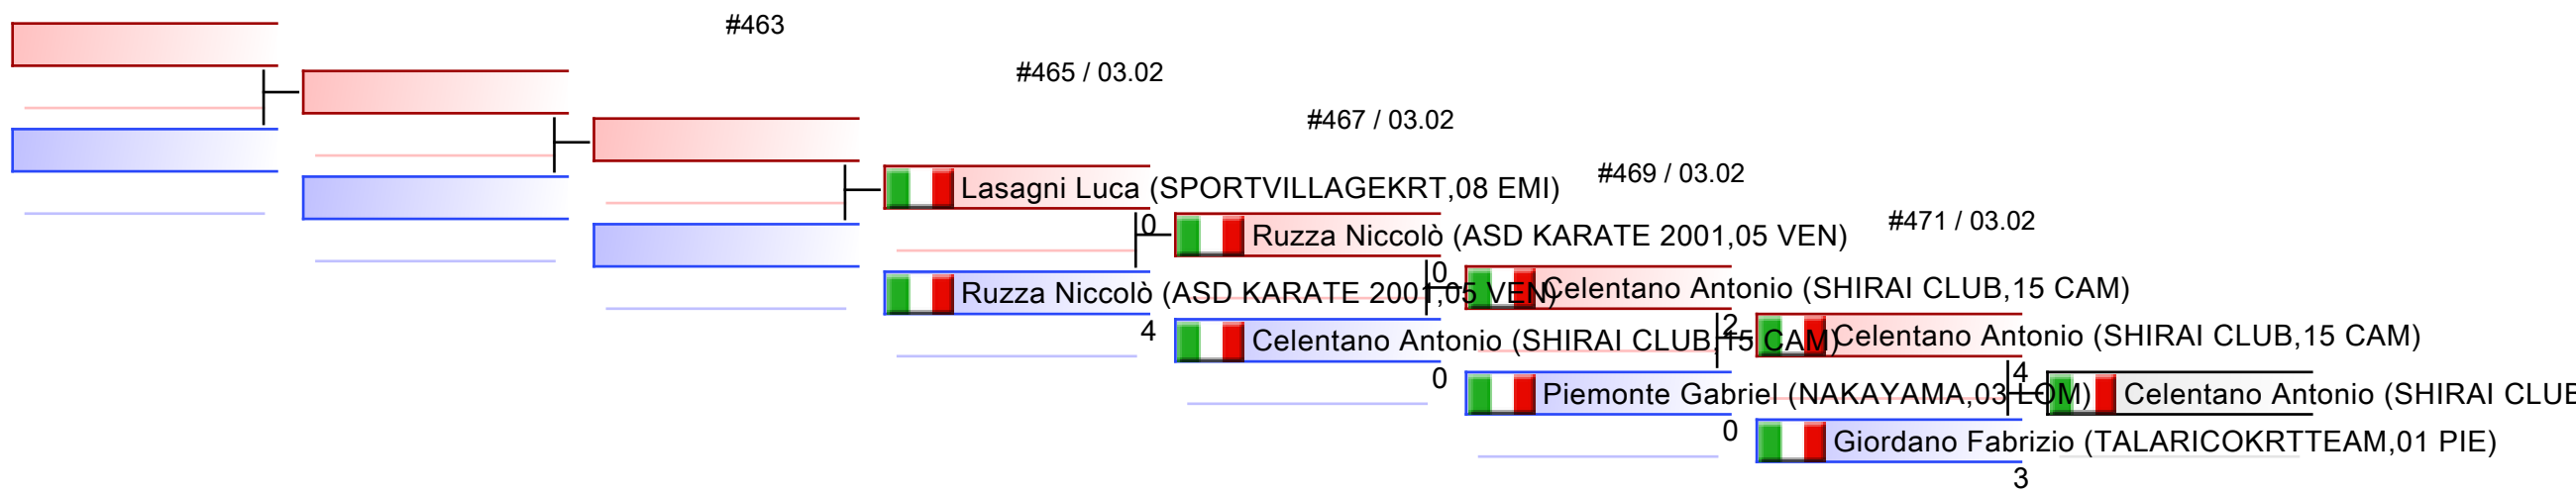 #463
#465 / 03.02
#467 / 03.02
#469 / 03.02
Lasagni Luca (SPORTVILLAGEKRT,08 EMI)
0
#471 / 03.02
Ruzza Niccolò (ASD KARATE 2001,05 VEN)
0
Ruzza Niccolò (ASD KARATE 2001,05 VEN)
4
Celentano Antonio (SHIRAI CLUB,15 CAM)
2
Celentano Antonio (SHIRAI CLUB,15 CAM)
0
Celentano Antonio (SHIRAI CLUB,15 CAM)
4
Piemonte Gabriel (NAKAYAMA,03 LOM)
0
Celentano Antonio (SHIRAI CLUB
Giordano Fabrizio (TALARICOKRTTEAM,01 PIE)
3